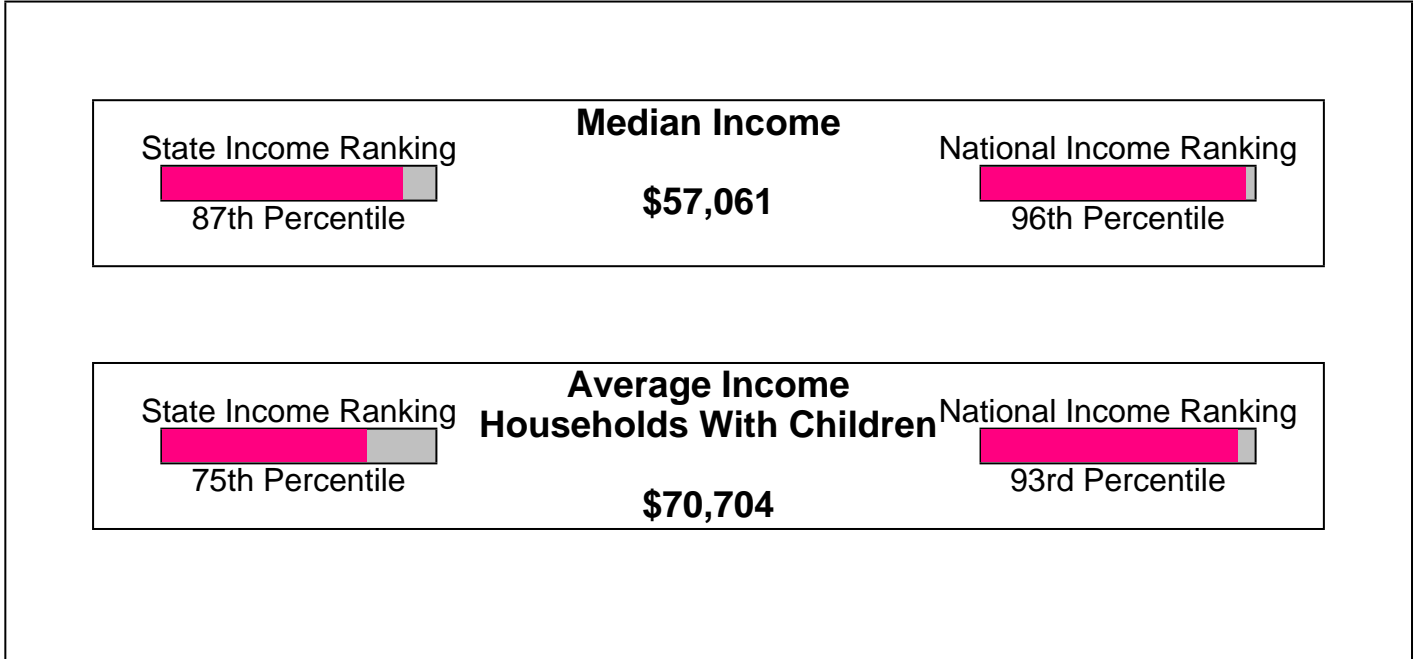 Median Income
State Income Ranking
87th Percentile
$57,061
National Income Ranking
96th Percentile
Average Income
Households With Children
State Income Ranking
75th Percentile
$70,704
National Income Ranking
93rd Percentile